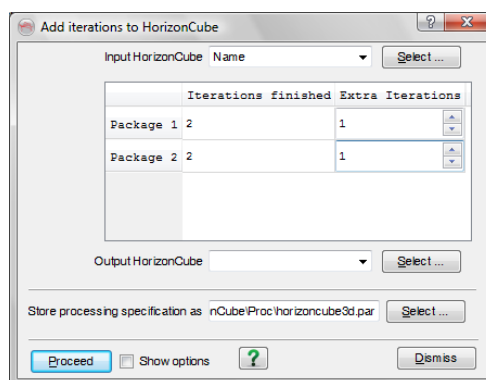 Add iterations to HorizonCube
Input HorizonCube Name Select ...
Iterations finished Extra Iterations
Package 1 2 1
Package 2 2 1
Output HorizonCube Select ...
Store processing specification as nCube\Proc\horizoncube3d.par Select ...
Proceed Show options ? Dismiss